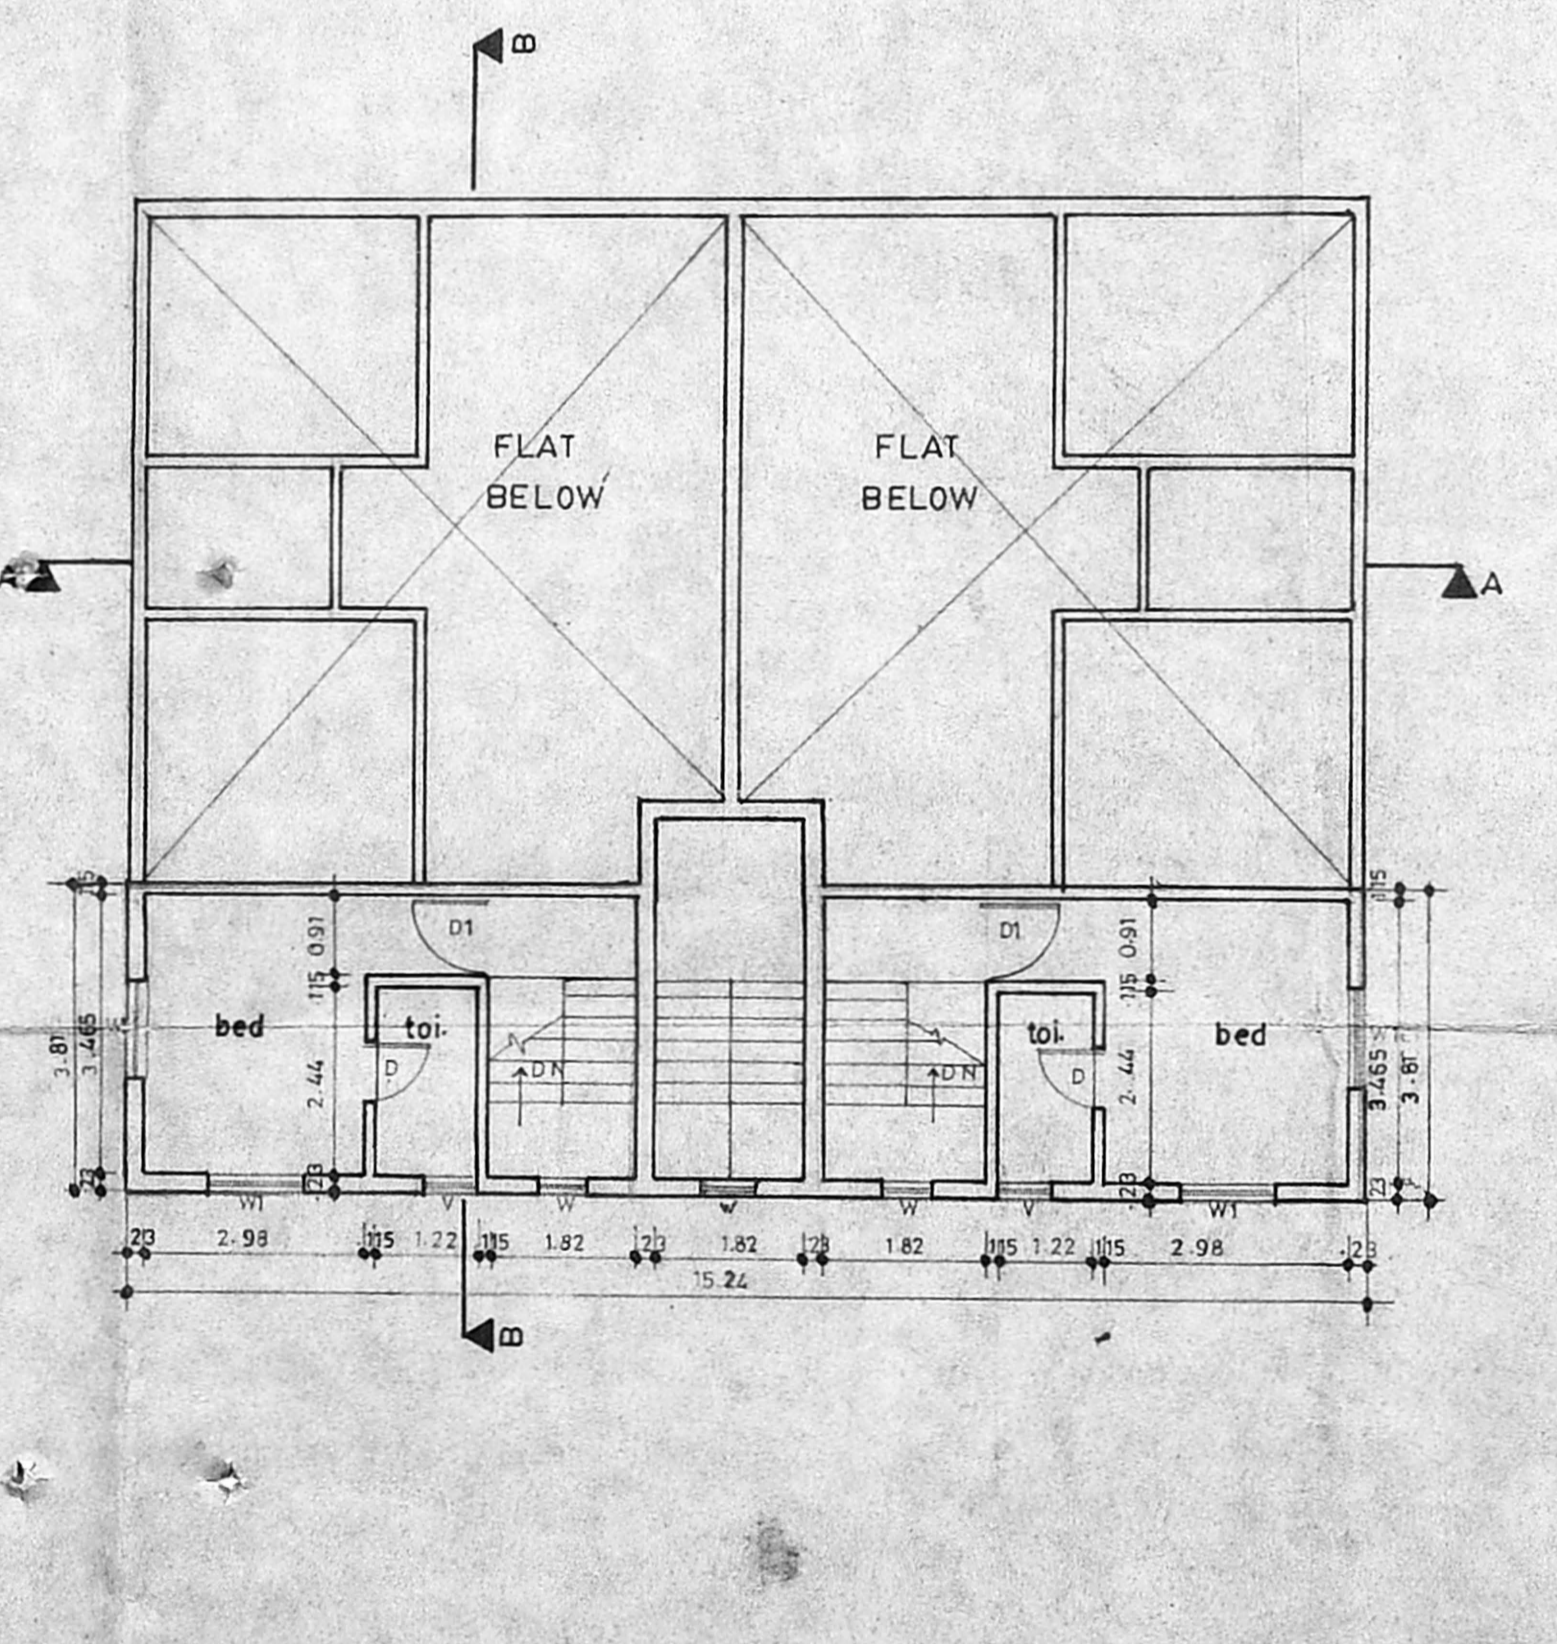 B
FLAT
BELOW
FLAT
BELOW
A
.115
.115
D1
D1
0.91
0.91
.115
.115
bed
toi.
toi.
bed
3.81
3.465
3.465
3.81
D
DN
DN
D
2.44
2.44
.23
.23
.23
.23
W1
V
W
W
W
V
W1
.23
2.98
.115
1.22
.115
1.82
.23
1.82
.23
1.82
.115
1.22
.115
2.98
.23
15.24
B